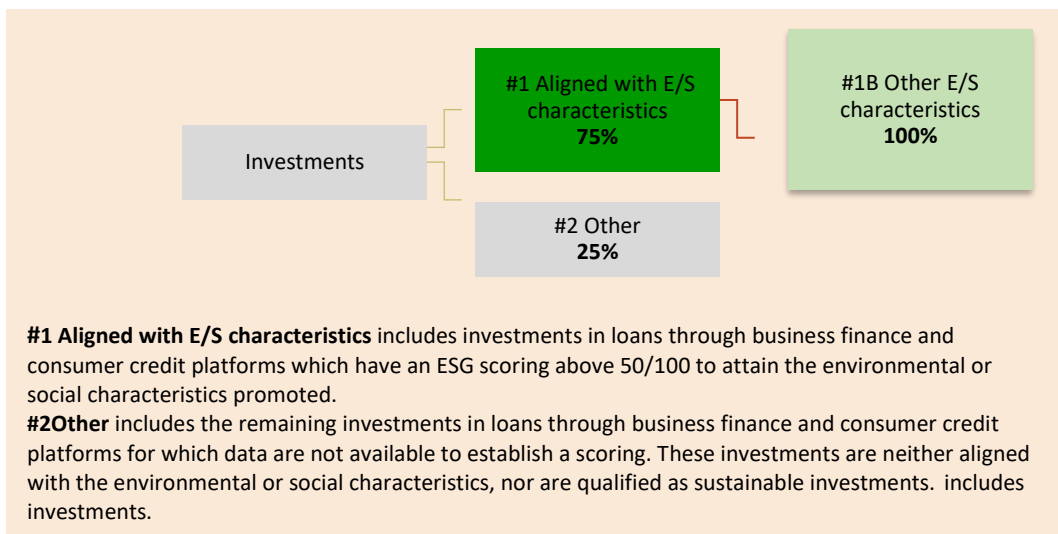 #1 Aligned with E/S
characteristics
75%
#1B Other E/S
characteristics
100%
Investments
#2 Other
25%
#1 Aligned with E/S characteristics includes investments in loans through business finance and
consumer credit platforms which have an ESG scoring above 50/100 to attain the environmental or
social characteristics promoted.
#2Other includes the remaining investments in loans through business finance and consumer credit
platforms for which data are not available to establish a scoring. These investments are neither aligned
with the environmental or social characteristics, nor are qualified as sustainable investments. includes
investments.